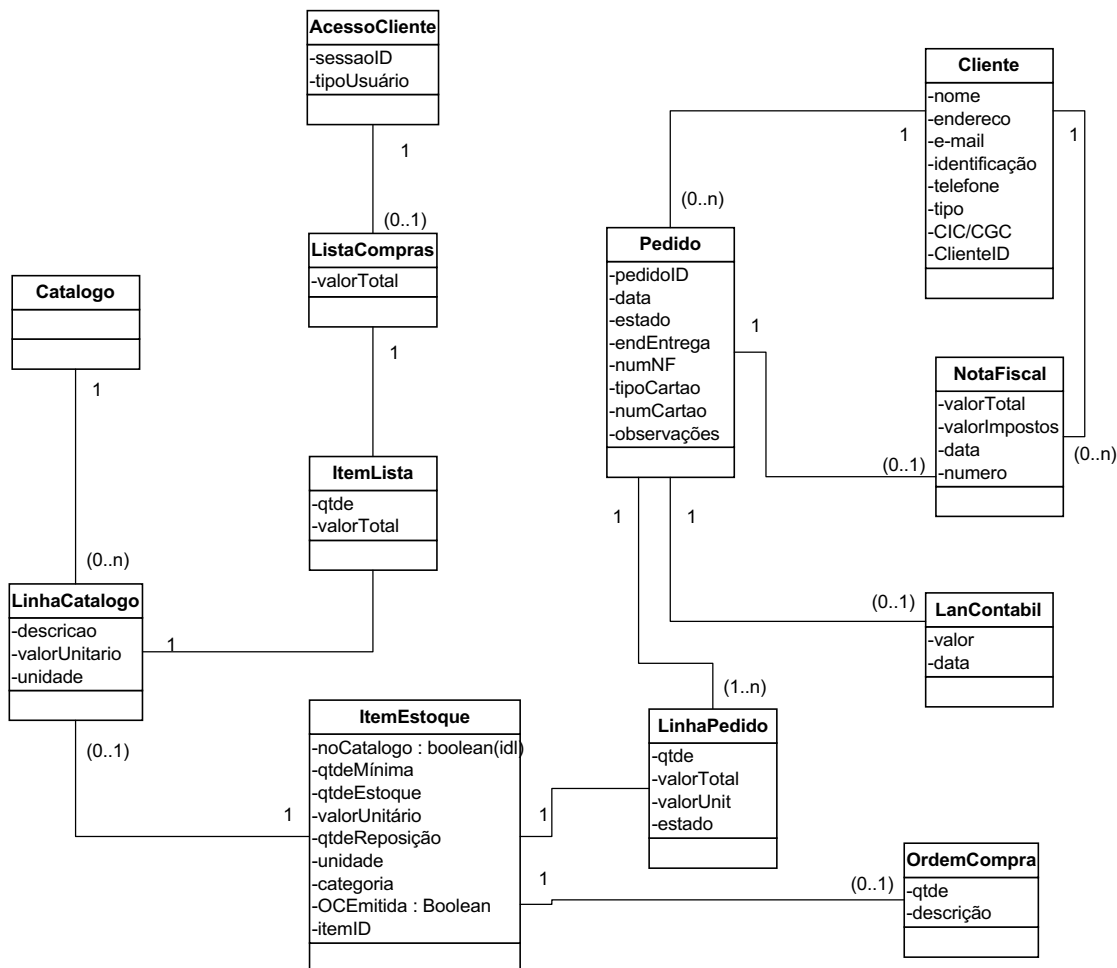 AcessoCliente
-sessaoID
-tipoUsuário
1
(0..1)
ListaCompras
-valorTotal
1
ItemLista
-qtde
-valorTotal
Catalogo
1
(0..n)
LinhaCatalogo
-descricao
-valorUnitario
-unidade
1
(0..1)
1
ItemEstoque
-noCatalogo : boolean(idl)
-qtdeMínima
-qtdeEstoque
-valorUnitário
-qtdeReposição
-unidade
-categoria
-OCEmitida : Boolean
-itemID
1
1
Cliente
-nome
-endereco
-e-mail
-identificação
-telefone
-tipo
-CIC/CGC
-ClienteID
1
1
(0..n)
Pedido
-pedidoID
-data
-estado
-endEntrega
-numNF
-tipoCartao
-numCartao
-observações
1
1
1
NotaFiscal
-valorTotal
-valorImpostos
-data
-numero
(0..n)
(0..1)
(0..1)
LanContabil
-valor
-data
(1..n)
LinhaPedido
-qtde
-valorTotal
-valorUnit
-estado
(0..1)
OrdemCompra
-qtde
-descrição